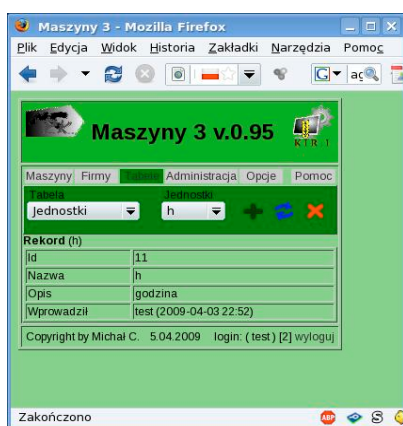 Maszyny 3 - Mozilla Firefox
Plik Edycja Widok Historia Zakładki Narzędzia Pomoc
G ac
Maszyny 3 v.0.95
KTR.I
Maszyny Firmy Tabele Administracja Opcje Pomoc
Tabela Jednostki
Jednostki h
Rekord (h)
Id 11
Nazwa h
Opis godzina
Wprowadził test (2009-04-03 22:52)
Copyright by Michał C. 5.04.2009 login: ( test ) [2] wyloguj
Zakończono ABP S